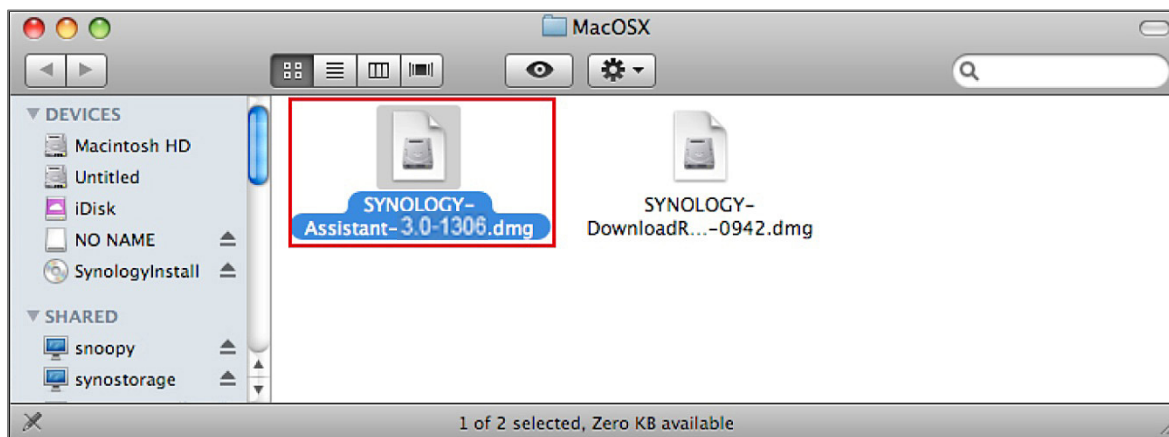 MacOSX
DEVICES
Macintosh HD
Untitled
iDisk
NO NAME
SynologyInstall
SHARED
snoopy
synostorage
SYNOLOGY-
Assistant-3.0-1306.dmg
SYNOLOGY-
DownloadR...-0942.dmg
1 of 2 selected, Zero KB available